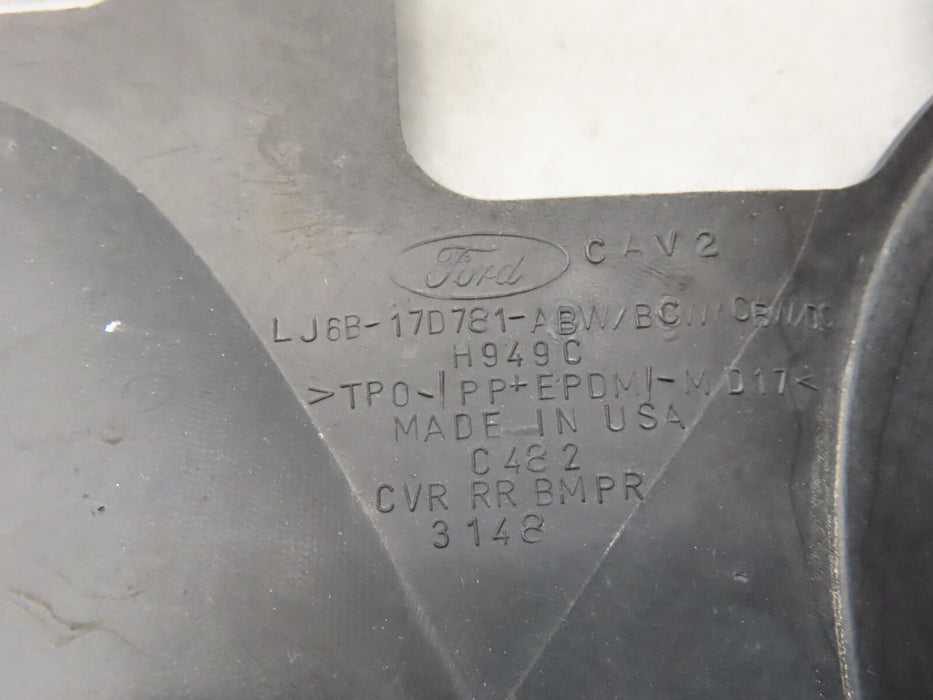 Ford CAV2
LJ6B-17D781-ABW/BCW/CBW/DC
H949C
>TPO-/PP+EPDM/-MD17<
MADE IN USA
C482
CVR RR BMPR
3148